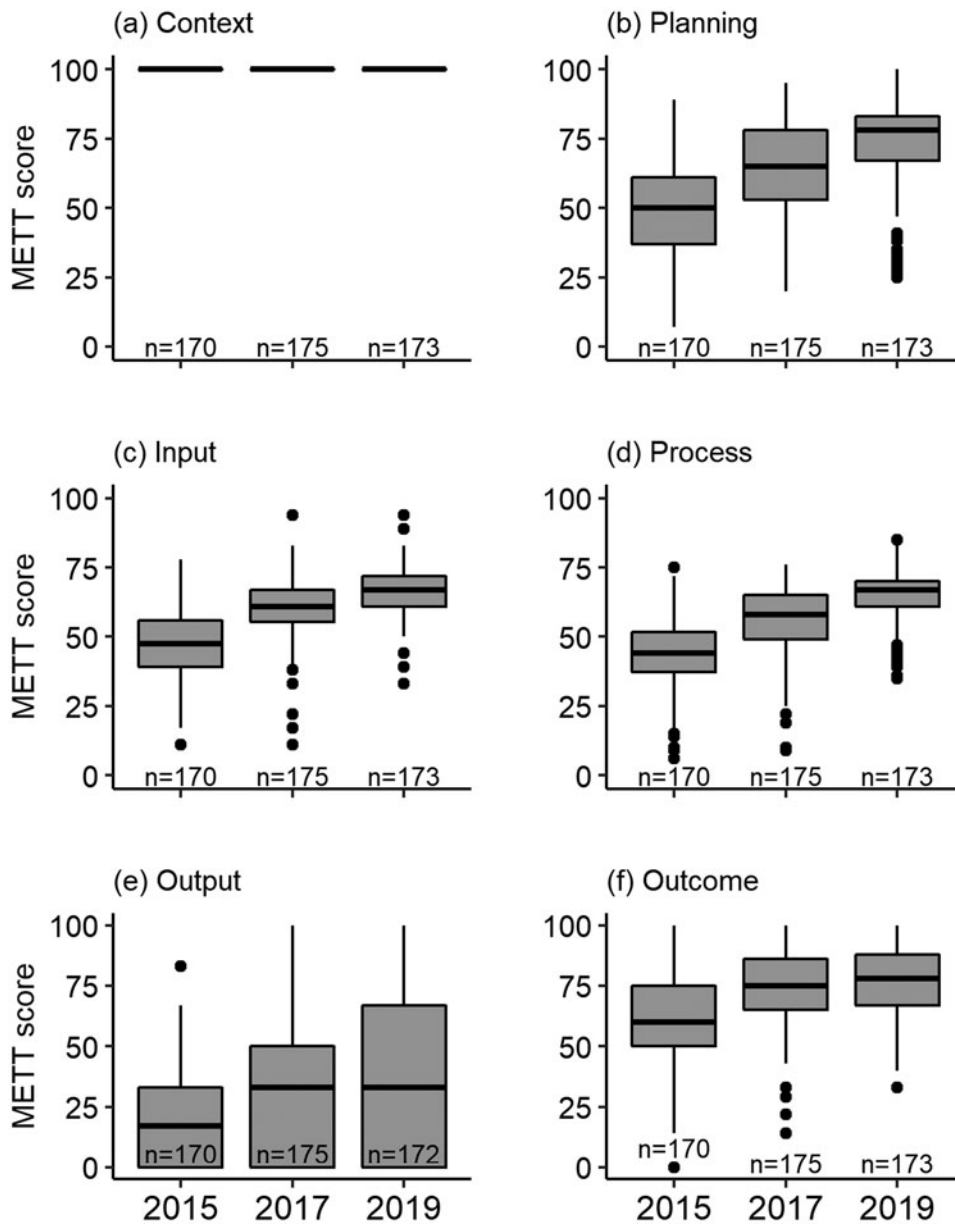 (a) Context
(b) Planning
METT score
100
75
50
25
0
n=170
n=175
n=173
100
75
50
25
0
n=170
n=175
n=173
(c) Input
(d) Process
METT score
100
75
50
25
0
n=170
n=175
n=173
100
75
50
25
0
n=170
n=175
n=173
(e) Output
(f) Outcome
METT score
100
75
50
25
0
n=170
n=175
n=172
2015
2017
2019
100
75
50
25
0
n=170
n=175
n=173
2015
2017
2019